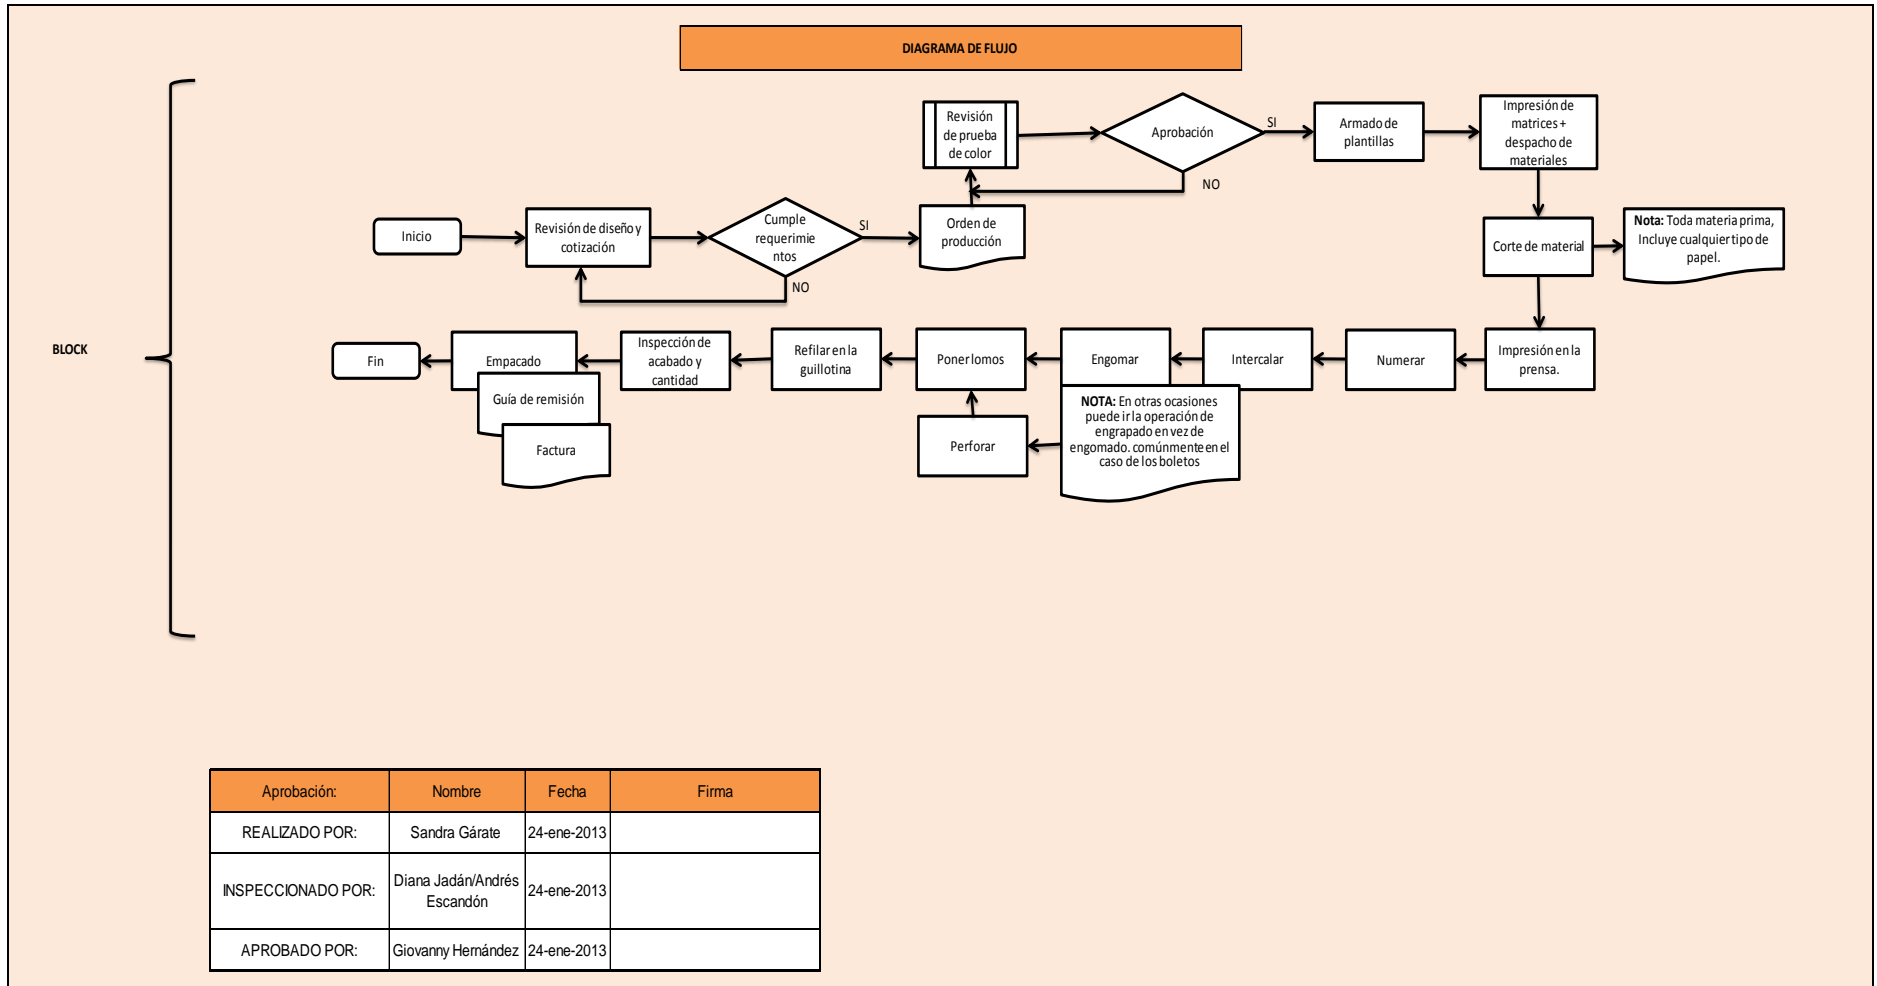 DIAGRAMA DE FLUJO
BLOCK
Inicio
Revisión de diseño y
cotización
Cumple
requerimie
ntos
SI
NO
Orden de
producción
Revisión
de prueba
de color
Aprobación
SI
NO
Armado de
plantillas
Impresión de
matrices +
despacho de
materiales
Corte de material
Nota: Toda materia prima,
Incluye cualquier tipo de
papel.
Impresión en la
prensa.
Numerar
Intercalar
Engomar
NOTA: En otras ocasiones
puede ir la operación de
engrapado en vez de
engomado. comúnmente en el
caso de los boletos
Perforar
Poner lomos
Refilar en la
guillotina
Inspección de
acabado y
cantidad
Empacado
Guía de remisión
Factura
Fin
Aprobación: Nombre Fecha Firma
REALIZADO POR: Sandra Gárate 24-ene-2013
INSPECCIONADO POR: Diana Jadán/Andrés
Escandón 24-ene-2013
APROBADO POR: Giovanny Hernández 24-ene-2013